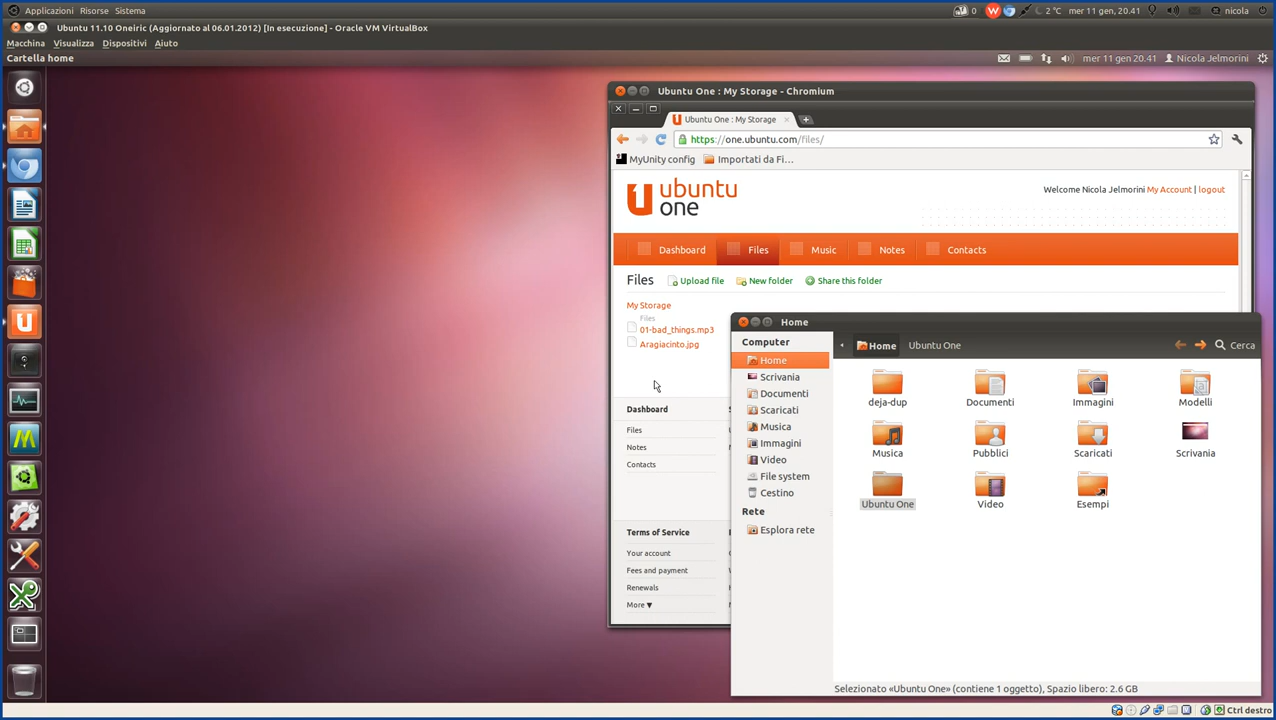 Applicazioni Risorse Sistema
0 2 °C mer 11 gen, 20.41 nicola
Ubuntu 11.10 Oneiric (Aggiornato al 06.01.2012) [In esecuzione] - Oracle VM VirtualBox
Macchina Visualizza Dispositivi Aiuto
Cartella home
mer 11 gen 20.41 Nicola Jelmorini
Ubuntu One : My Storage - Chromium
Ubuntu One : My Storage
https://one.ubuntu.com/files/
MyUnity config Importati da Fi...
ubuntu
one
Welcome Nicola Jelmorini My Account | logout
Dashboard Files Music Notes Contacts
Files Upload file New folder Share this folder
My Storage
Files
01-bad_things.mp3
Aragiacinto.jpg
Dashboard
Files
Notes
Contacts
Terms of Service
Your account
Fees and payment
Renewals
More ▼
Home
Computer
Home
Scrivania
Documenti
Scaricati
Musica
Immagini
Video
File system
Cestino
Rete
Esplora rete
Home Ubuntu One Cerca
deja-dup Documenti Immagini Modelli
Musica Pubblici Scaricati Scrivania
Ubuntu One Video Esempi
Selezionato «Ubuntu One» (contiene 1 oggetto), Spazio libero: 2.6 GB
Ctrl destro